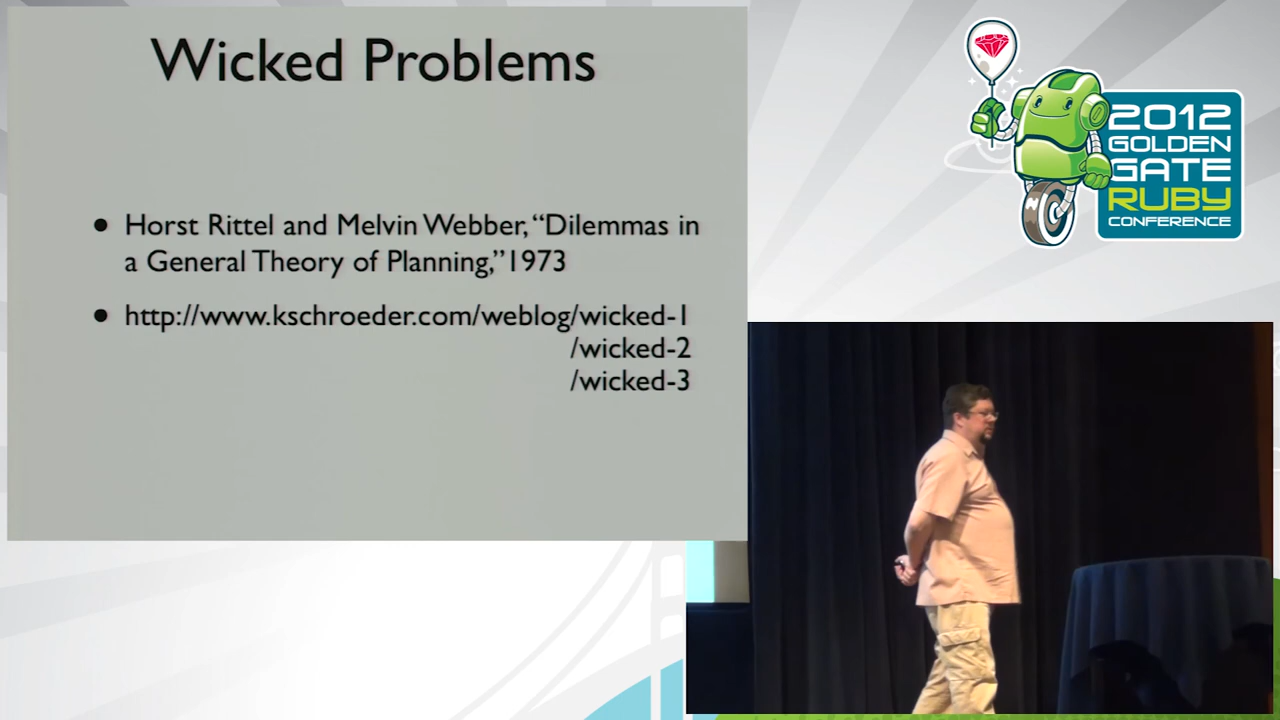 Wicked Problems
• Horst Rittel and Melvin Webber, “Dilemmas in
a General Theory of Planning,” 1973
• http://www.kschroeder.com/weblog/wicked-1
/wicked-2
/wicked-3
2012
GOLDEN
GATE
RUBY
CONFERENCE